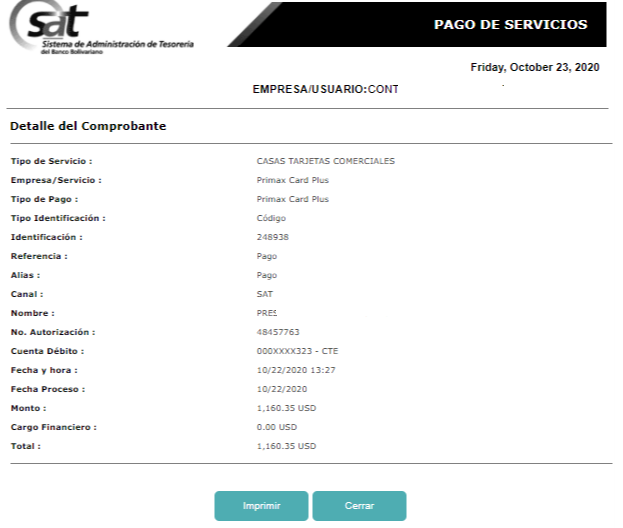 sat
PAGO DE SERVICIOS
Sistema de Administración de Tesorería
del Banco Bolivariano
Friday, October 23, 2020
EMPRESA/USUARIO:CONT
Detalle del Comprobante
Tipo de Servicio : CASAS TARJETAS COMERCIALES
Empresa/Servicio : Primax Card Plus
Tipo de Pago : Primax Card Plus
Tipo Identificación : Código
Identificación : 248938
Referencia : Pago
Alias : Pago
Canal : SAT
Nombre : PRES
No. Autorización : 48457763
Cuenta Débito : 000XXXX323 - CTE
Fecha y hora : 10/22/2020 13:27
Fecha Proceso : 10/22/2020
Monto : 1,160.35 USD
Cargo Financiero : 0.00 USD
Total : 1,160.35 USD
Imprimir Cerrar